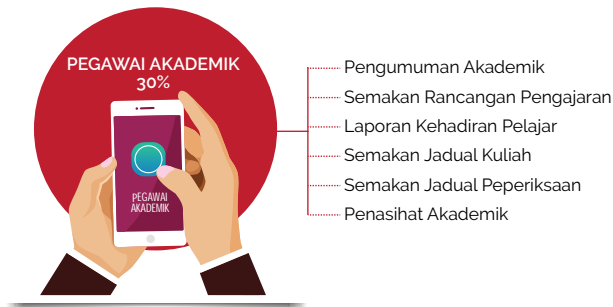 PEGAWAI AKADEMIK
30%
PEGAWAI
AKADEMIK
Pengumuman Akademik
Semakan Rancangan Pengajaran
Laporan Kehadiran Pelajar
Semakan Jadual Kuliah
Semakan Jadual Peperiksaan
Penasihat Akademik